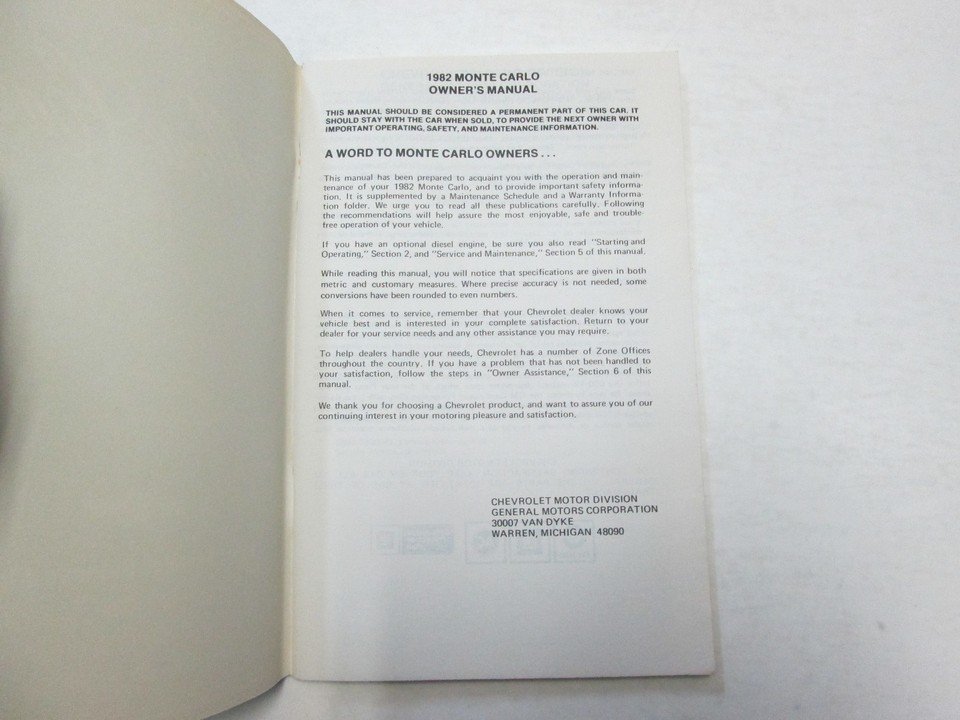 1982 MONTE CARLO
OWNER'S MANUAL
THIS MANUAL SHOULD BE CONSIDERED A PERMANENT PART OF THIS CAR. IT
SHOULD STAY WITH THE CAR WHEN SOLD, TO PROVIDE THE NEXT OWNER WITH
IMPORTANT OPERATING, SAFETY, AND MAINTENANCE INFORMATION.
A WORD TO MONTE CARLO OWNERS...
This manual has been prepared to acquaint you with the operation and main-
tenance of your 1982 Monte Carlo, and to provide important safety informa-
tion. It is supplemented by a Maintenance Schedule and a Warranty Informa-
tion folder. We urge you to read all these publications carefully. Following
the recommendations will help assure the most enjoyable, safe and trouble-
free operation of your vehicle.
If you have an optional diesel engine, be sure you also read "Starting and
Operating," Section 2, and "Service and Maintenance," Section 5 of this manual.
While reading this manual, you will notice that specifications are given in both
metric and customary measures. Where precise accuracy is not needed, some
conversions have been rounded to even numbers.
When it comes to service, remember that your Chevrolet dealer knows your
vehicle best and is interested in your complete satisfaction. Return to your
dealer for your service needs and any other assistance you may require.
To help dealers handle your needs, Chevrolet has a number of Zone Offices
throughout the country. If you have a problem that has not been handled to
your satisfaction, follow the steps in "Owner Assistance," Section 6 of this
manual.
We thank you for choosing a Chevrolet product, and want to assure you of our
continuing interest in your motoring pleasure and satisfaction.
CHEVROLET MOTOR DIVISION
GENERAL MOTORS CORPORATION
30007 VAN DYKE
WARREN, MICHIGAN 48090